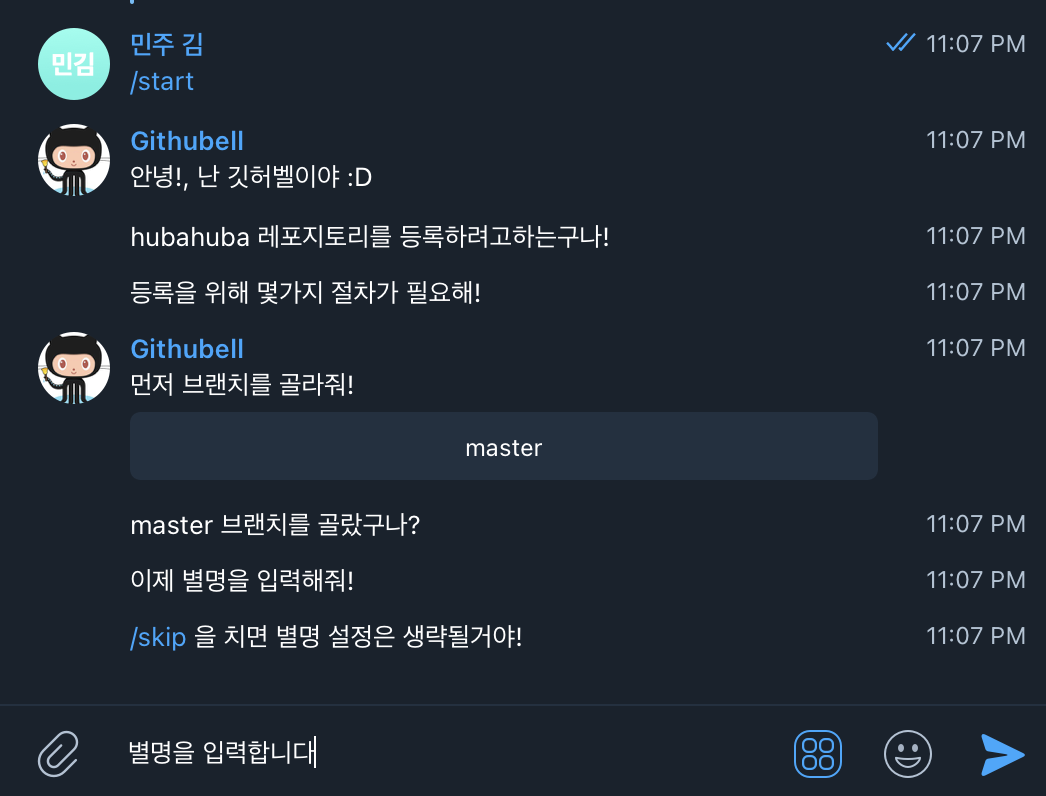 민주 김
11:07 PM
민김
/start
Githubell
11:07 PM
안녕!, 난 깃허벨이야 :D
hubahuba 레포지토리를 등록하려고하는구나!
11:07 PM
등록을 위해 몇가지 절차가 필요해!
11:07 PM
Githubell
11:07 PM
먼저 브랜치를 골라줘!
master
master 브랜치를 골랐구나?
11:07 PM
이제 별명을 입력해줘!
11:07 PM
/skip 을 치면 별명 설정은 생략될거야!
11:07 PM
별명을 입력합니다